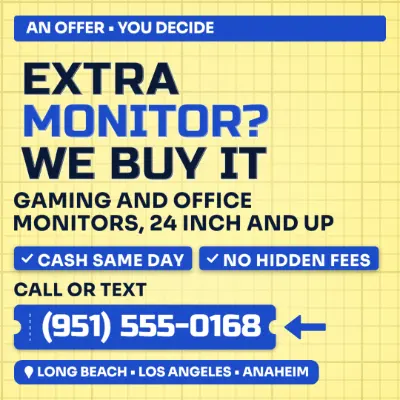 AN OFFER • YOU DECIDE
EXTRA
MONITOR?
WE BUY IT
GAMING AND OFFICE
MONITORS, 24 INCH AND UP
✓ CASH SAME DAY ✓ NO HIDDEN FEES
CALL OR TEXT
(951) 555-0168
LONG BEACH • LOS ANGELES • ANAHEIM